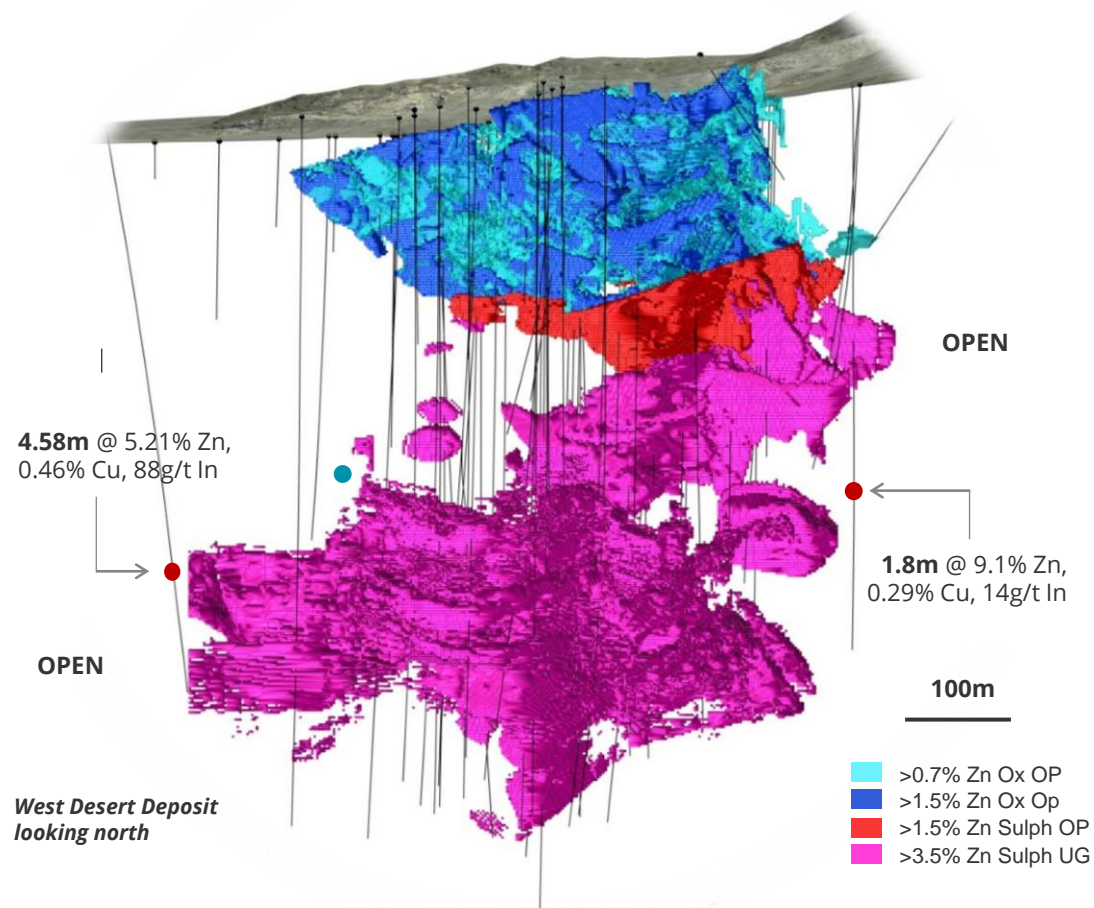 OPEN
4.58m @ 5.21% Zn,
0.46% Cu, 88g/t In
1.8m @ 9.1% Zn,
0.29% Cu, 14g/t In
OPEN
100m
>0.7% Zn Ox OP
>1.5% Zn Ox Op
>1.5% Zn Sulph OP
>3.5% Zn Sulph UG
West Desert Deposit
looking north